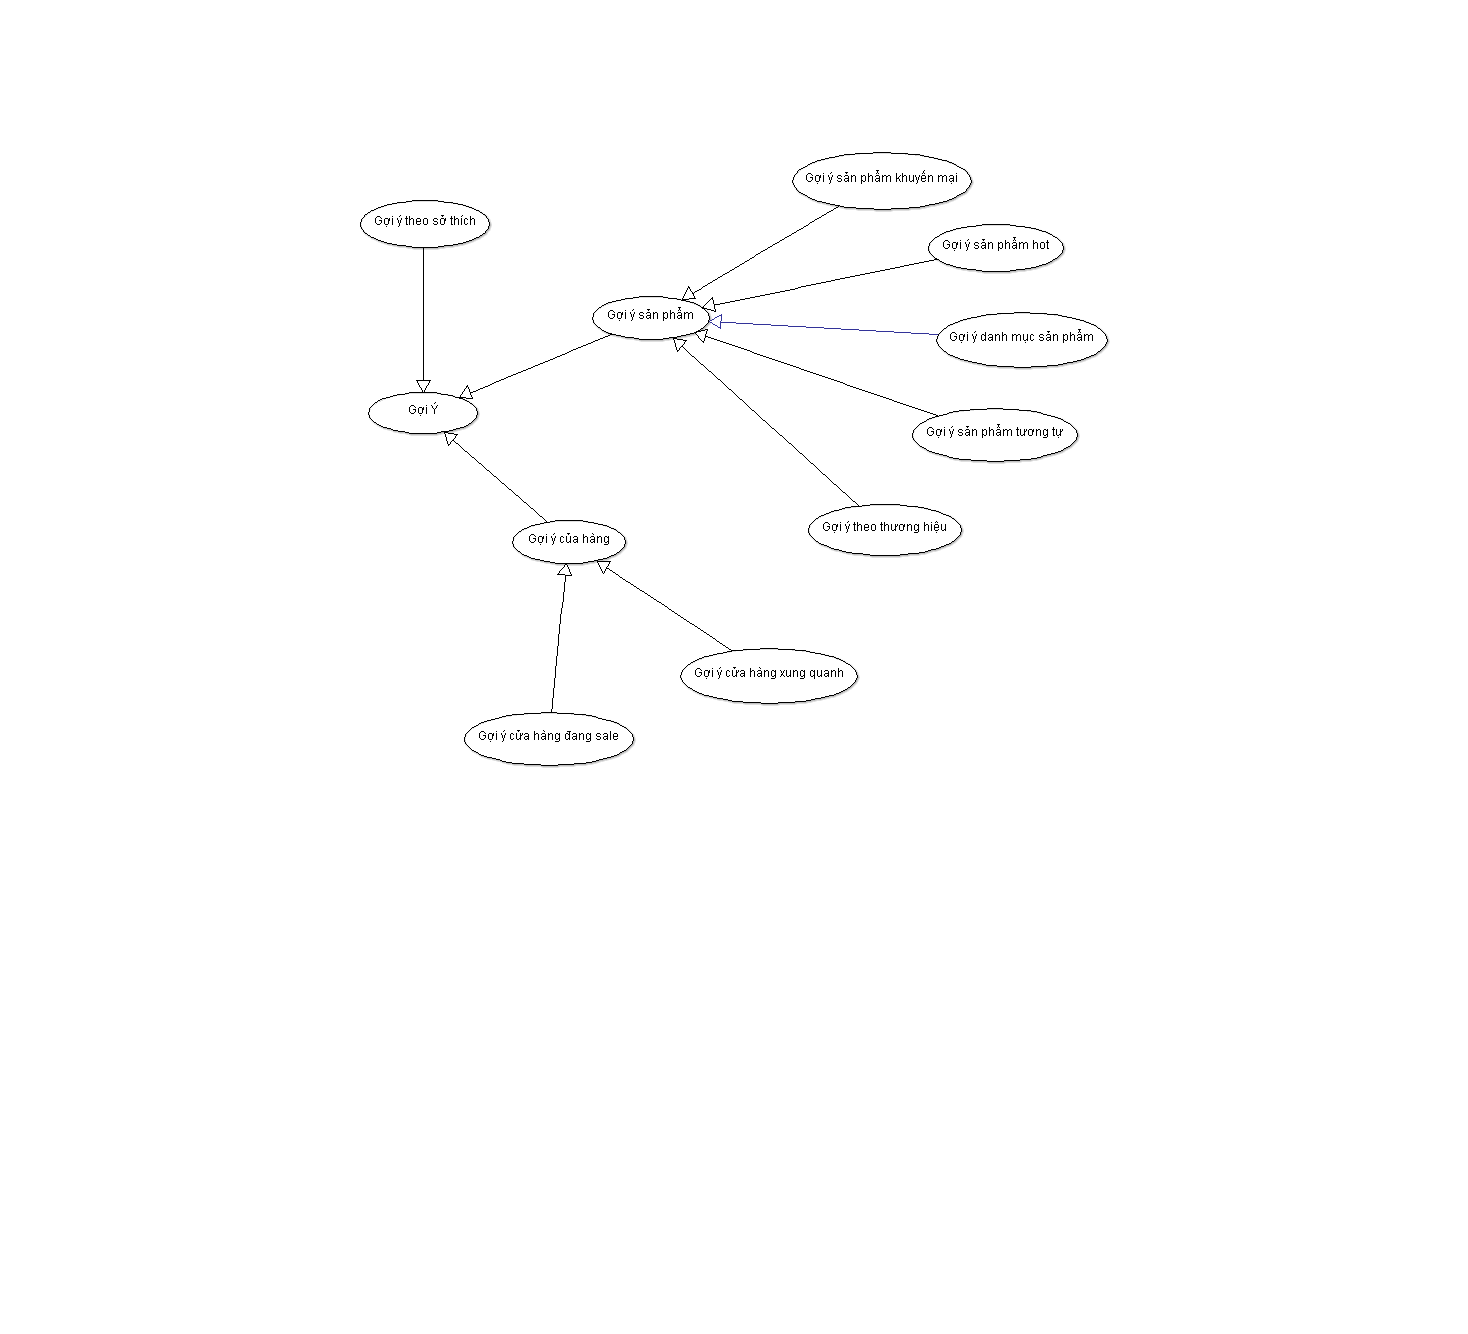 Gợi ý sản phẩm khuyến mại
Gợi ý theo sở thích
Gợi ý sản phẩm hot
Gợi ý sản phẩm
Gợi ý danh mục sản phẩm
Gợi Ý
Gợi ý sản phẩm tương tự
Gợi ý theo thương hiệu
Gợi ý của hàng
Gợi ý cửa hàng xung quanh
Gợi ý cửa hàng đang sale